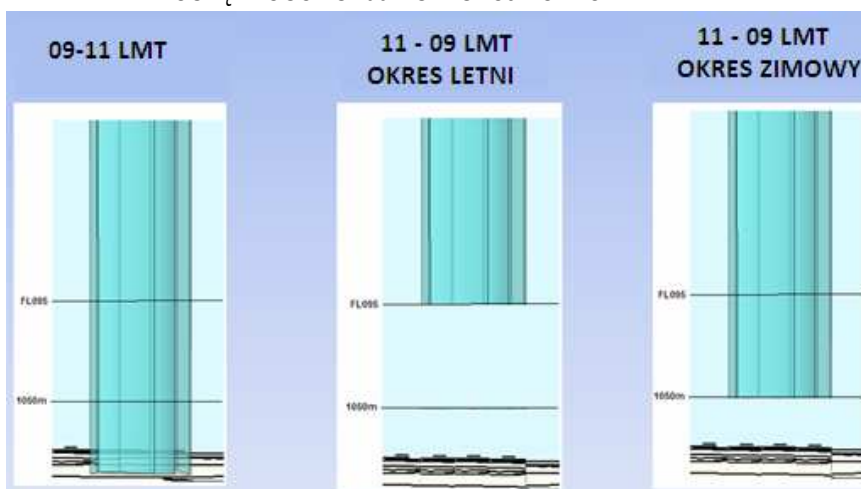 09-11 LMT
11 - 09 LMT
OKRES LETNI
11 - 09 LMT
OKRES ZIMOWY
FL095
1050m
FL095
1050m
FL095
1050m